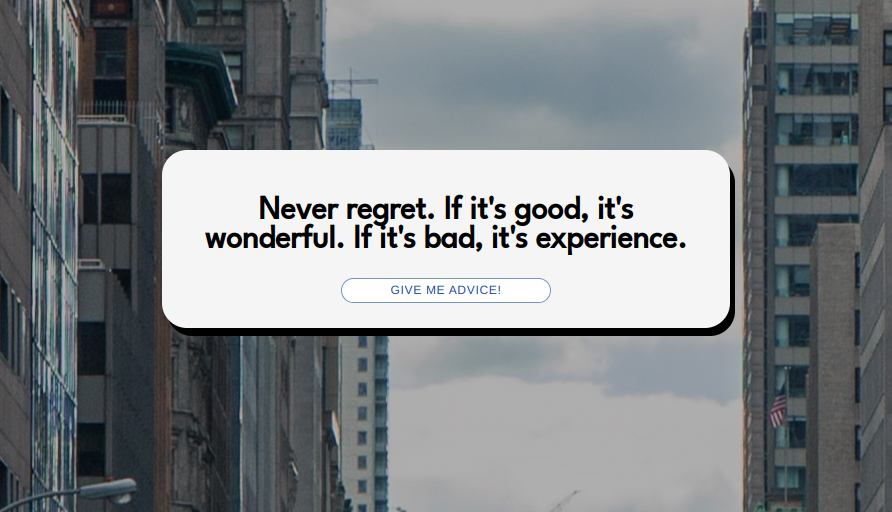 Never regret. If it's good, it's
wonderful. If it's bad, it's experience.
GIVE ME ADVICE!